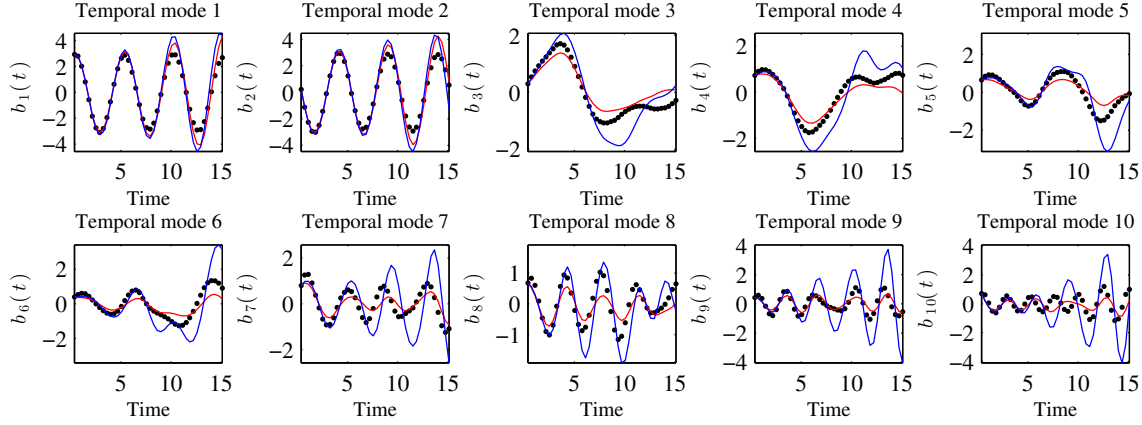 Temporal mode 1 Temporal mode 2 Temporal mode 3 Temporal mode 4 Temporal mode 5
4 4 2 2 2
2 2
0 0 0 0 0
−2 −2 −2 −2
−4 −4 −2
b1(t) b2(t) b3(t) b4(t) b5(t)
5 10 15 5 10 15 5 10 15 5 10 15 5 10 15
Time Time Time Time Time
Temporal mode 6 Temporal mode 7 Temporal mode 8 Temporal mode 9 Temporal mode 10
4 4
2 2 1 2 2
0 0 0 0 0
−2 −2 −1 −2 −2
−4 −4
b6(t) b7(t) b8(t) b9(t) b10(t)
5 10 15 5 10 15 5 10 15 5 10 15 5 10 15
Time Time Time Time Time